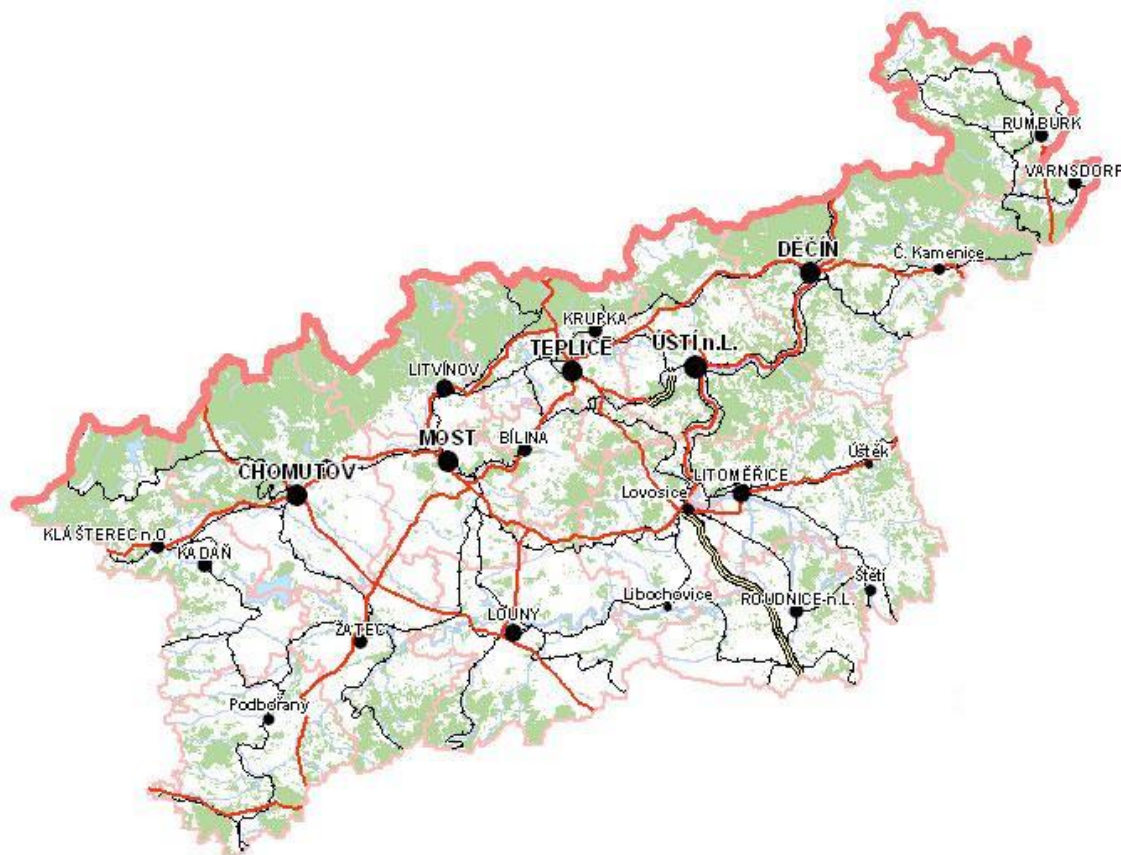 RUMBURK
VARNSDORF
DĚČÍN
Č. Kamenice
KRUPKA
ÚSTÍ n.L.
TEPLICE
LITVÍNOV
MOST
BÍLINA
Úštěk
CHOMUTOV
LITOMĚŘICE
Lovosice
KLÁŠTEREC n.O.
KADAŇ
Štětí
Libochovice
ROUDNICE n.L.
LOUNY
ŽATEC
Podbořany